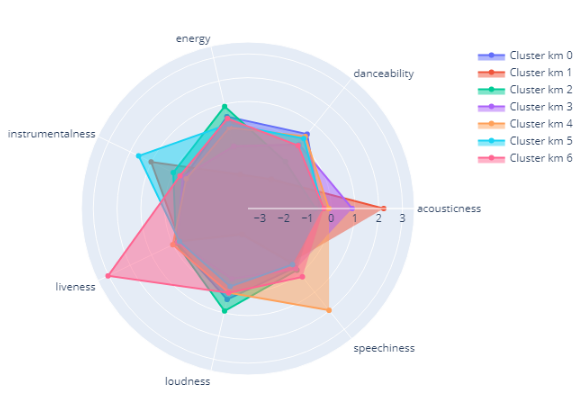 energy
danceability
instrumentalness
acousticness
−3 −2 −1 0 1 2 3
liveness
speechiness
loudness
Cluster km 0
Cluster km 1
Cluster km 2
Cluster km 3
Cluster km 4
Cluster km 5
Cluster km 6